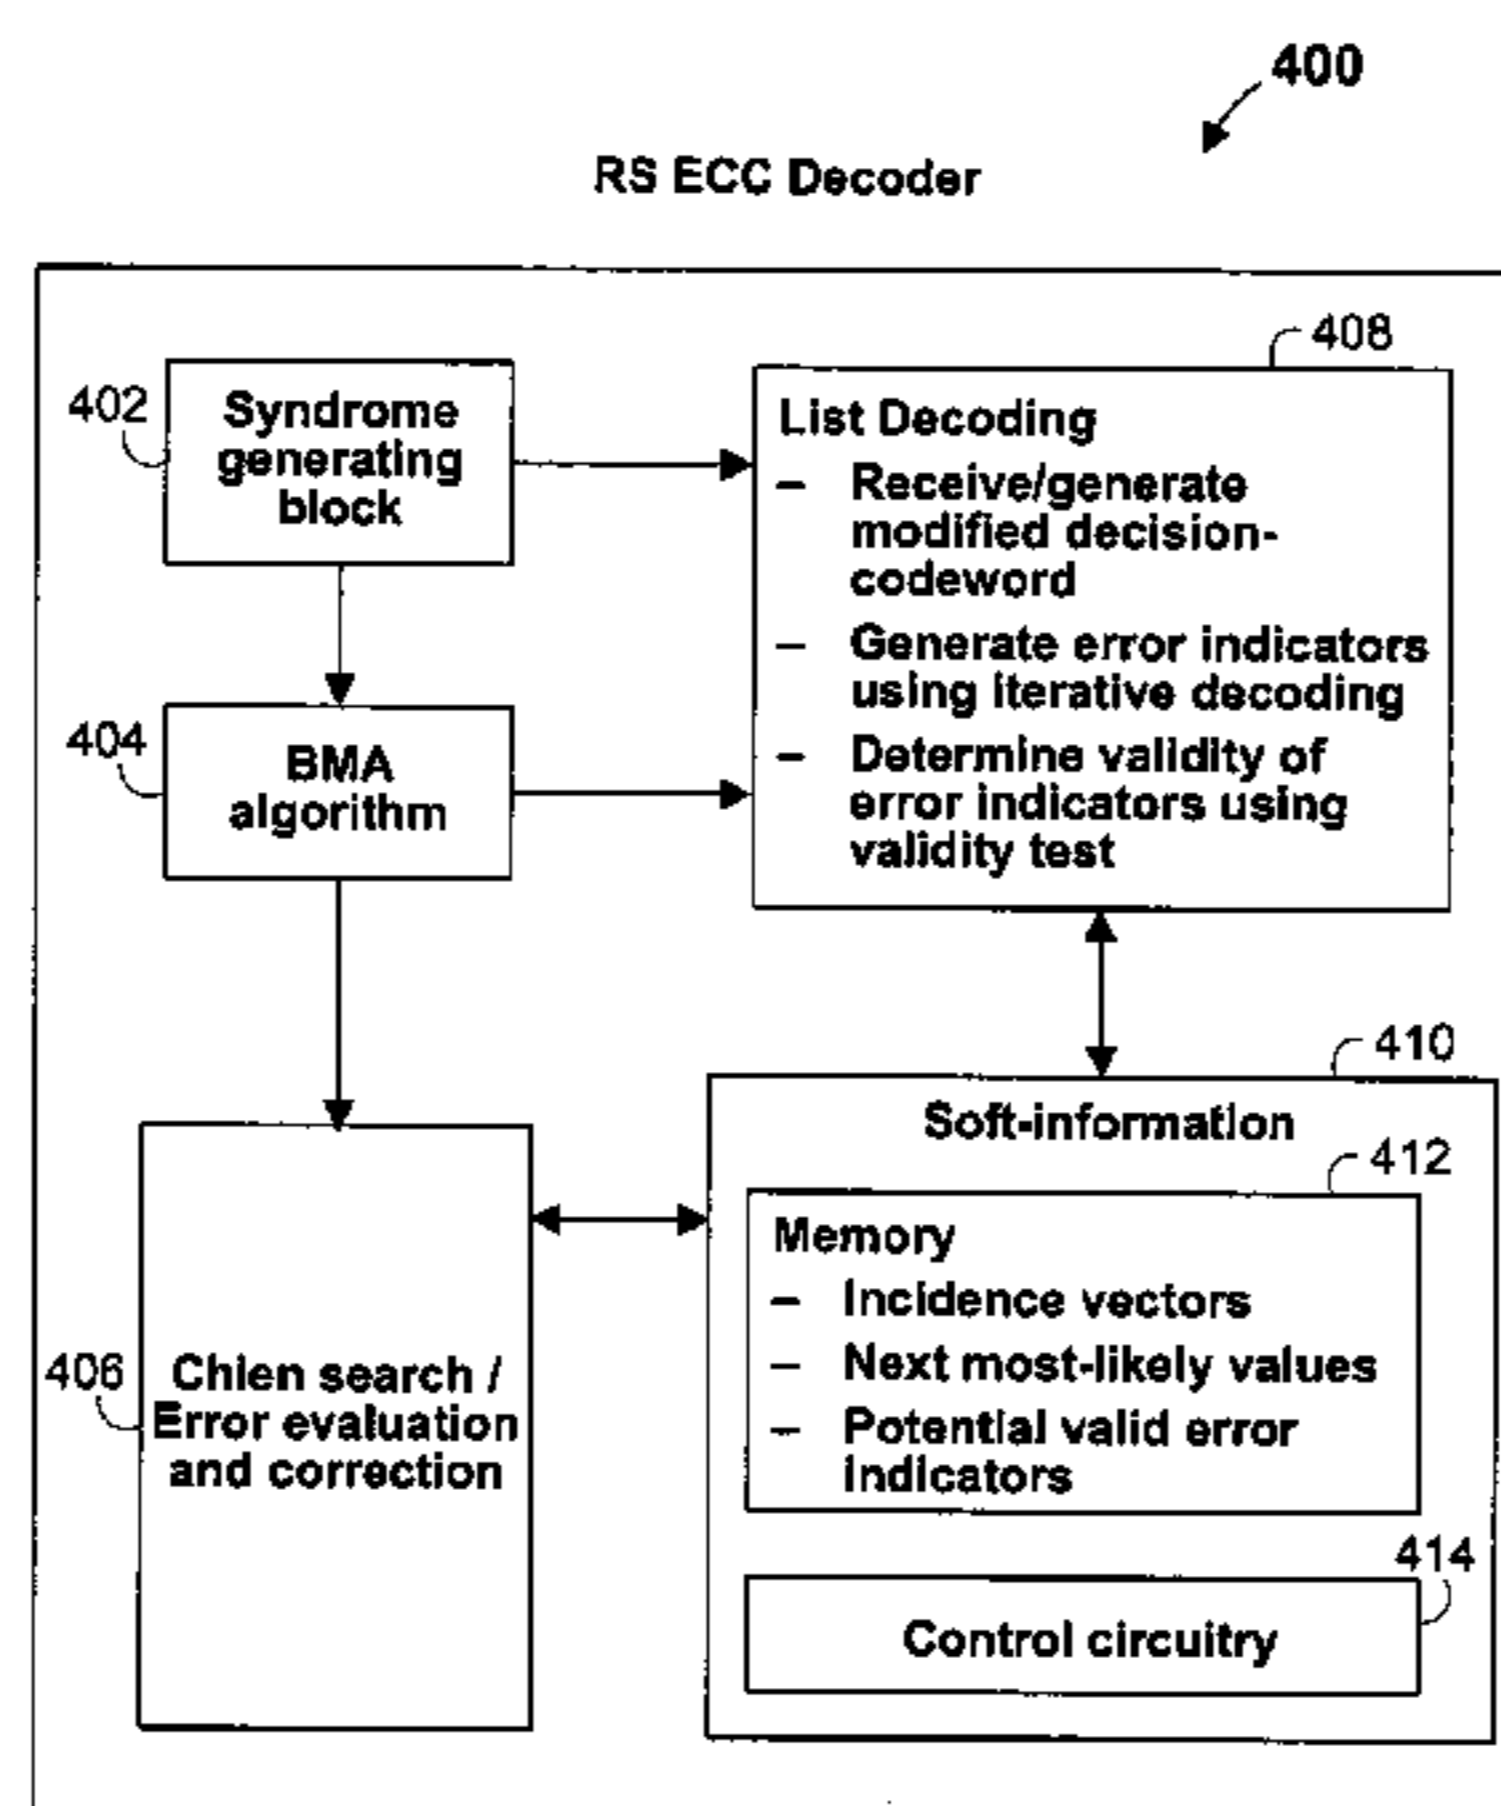 400
RS ECC Decoder
402
Syndrome
generating
block
408
List Decoding
– Receive/generate
modified decision-
codeword
– Generate error indicators
using iterative decoding
– Determine validity of
error indicators using
validity test
404
BMA
algorithm
406
Chien search /
Error evaluation
and correction
410
Soft-information
412
Memory
– Incidence vectors
– Next most-likely values
– Potential valid error
indicators
414
Control circuitry